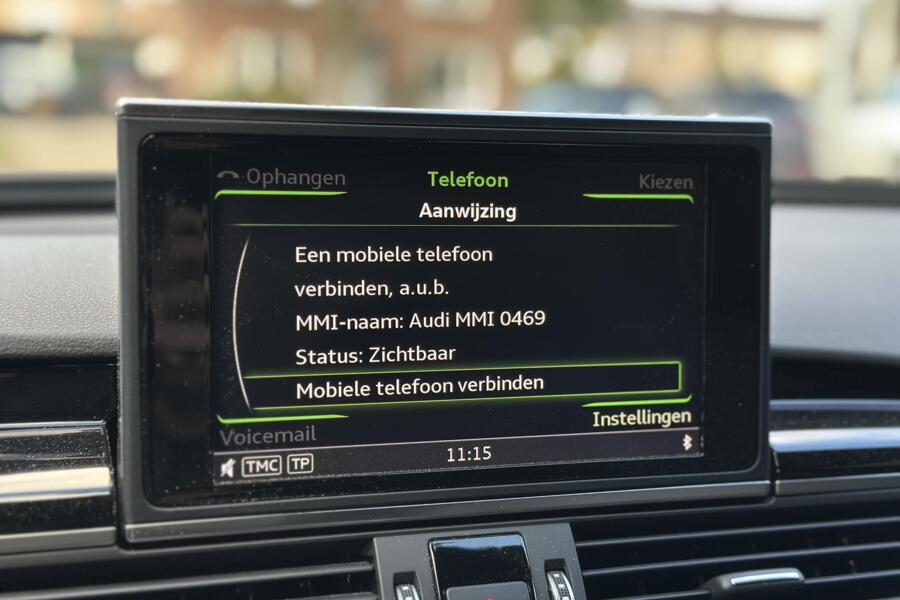 Ophangen
Telefoon
Kiezen
Aanwijzing
Een mobiele telefoon
verbinden, a.u.b.
MMI-naam: Audi MMI 0469
Status: Zichtbaar
Mobiele telefoon verbinden
Instellingen
Voicemail
TMC TP
11:15